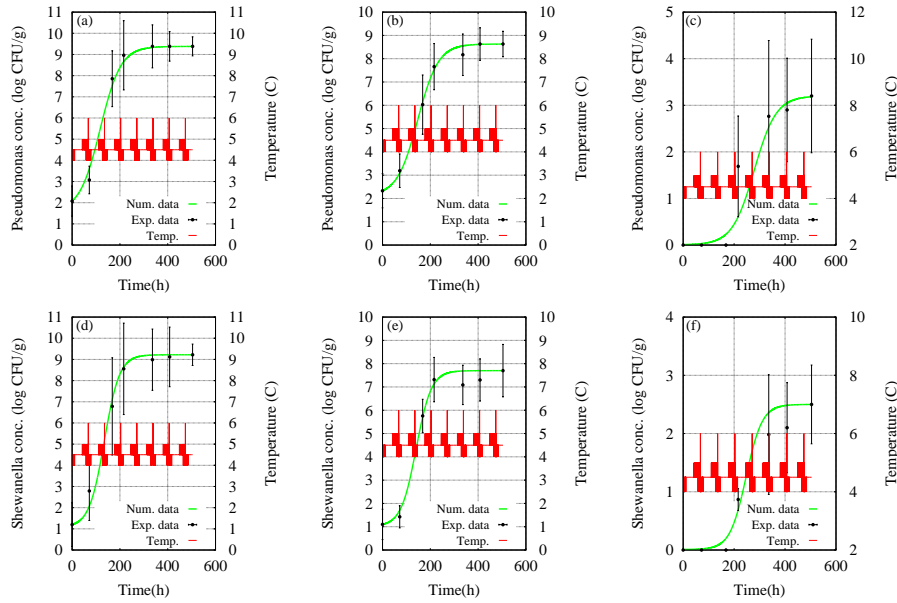 (a)
Pseudomonas conc. (log CFU/g)
11
10
9
8
7
6
5
4
3
2
1
0
0 200 400 600
Time(h)
Temperature (C)
11
10
9
8
7
6
5
4
3
2
1
0
Num. data
Exp. data
Temp.
(b)
Pseudomonas conc. (log CFU/g)
10
9
8
7
6
5
4
3
2
1
0
0 200 400 600
Time(h)
Temperature (C)
10
9
8
7
6
5
4
3
2
1
0
Num. data
Exp. data
Temp.
(c)
Pseudomonas conc. (log CFU/g)
5
4
3
2
1
0
0 200 400 600
Time(h)
Temperature (C)
12
10
8
6
4
2
Num. data
Exp. data
Temp.
(d)
Shewanella conc. (log CFU/g)
11
10
9
8
7
6
5
4
3
2
1
0
0 200 400 600
Time(h)
Temperature (C)
11
10
9
8
7
6
5
4
3
2
1
0
Num. data
Exp. data
Temp.
(e)
Shewanella conc. (log CFU/g)
10
9
8
7
6
5
4
3
2
1
0
0 200 400 600
Time(h)
Temperature (C)
10
9
8
7
6
5
4
3
2
1
0
Num. data
Exp. data
Temp.
(f)
Shewanella conc. (log CFU/g)
4
3
2
1
0
0 200 400 600
Time(h)
Temperature (C)
10
8
6
4
2
Num. data
Exp. data
Temp.